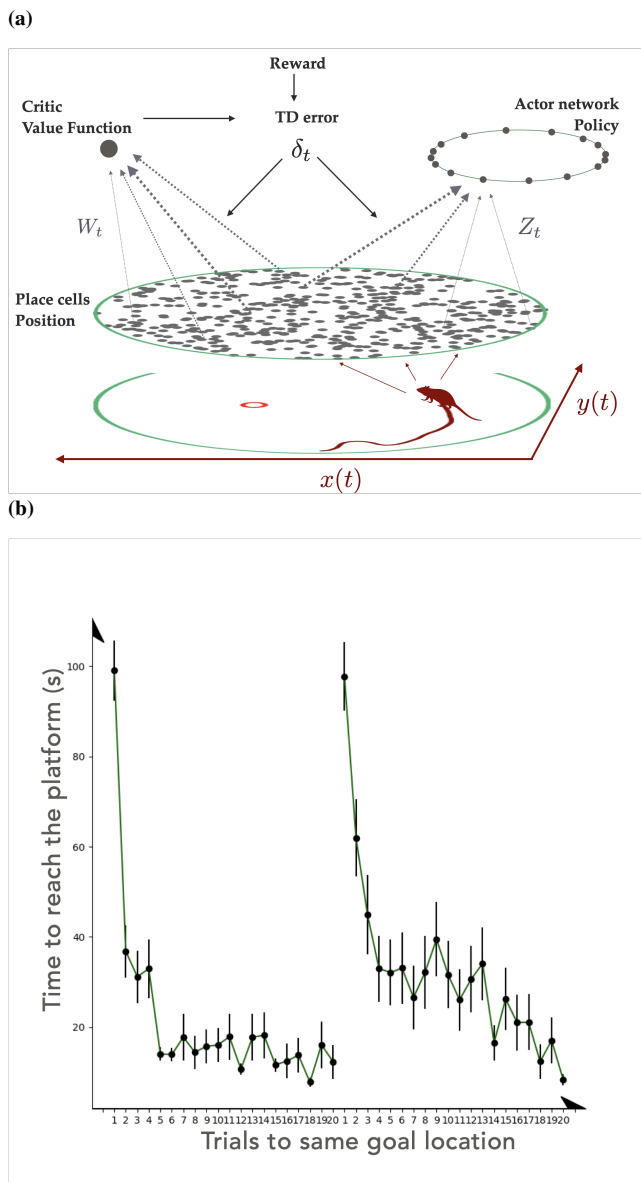 (a)
Reward
Critic
Value Function
TD error
Actor network
Policy
δt
Wt
Zt
Place cells
Position
y(t)
x(t)
(b)
Time to reach the platform (s)
100
80
60
40
20
1 2 3 4 5 6 7 8 9 10 11 12 13 14 15 16 17 18 19 20 1 2 3 4 5 6 7 8 9 10 11 12 13 14 15 16 17 18 19 20
Trials to same goal location